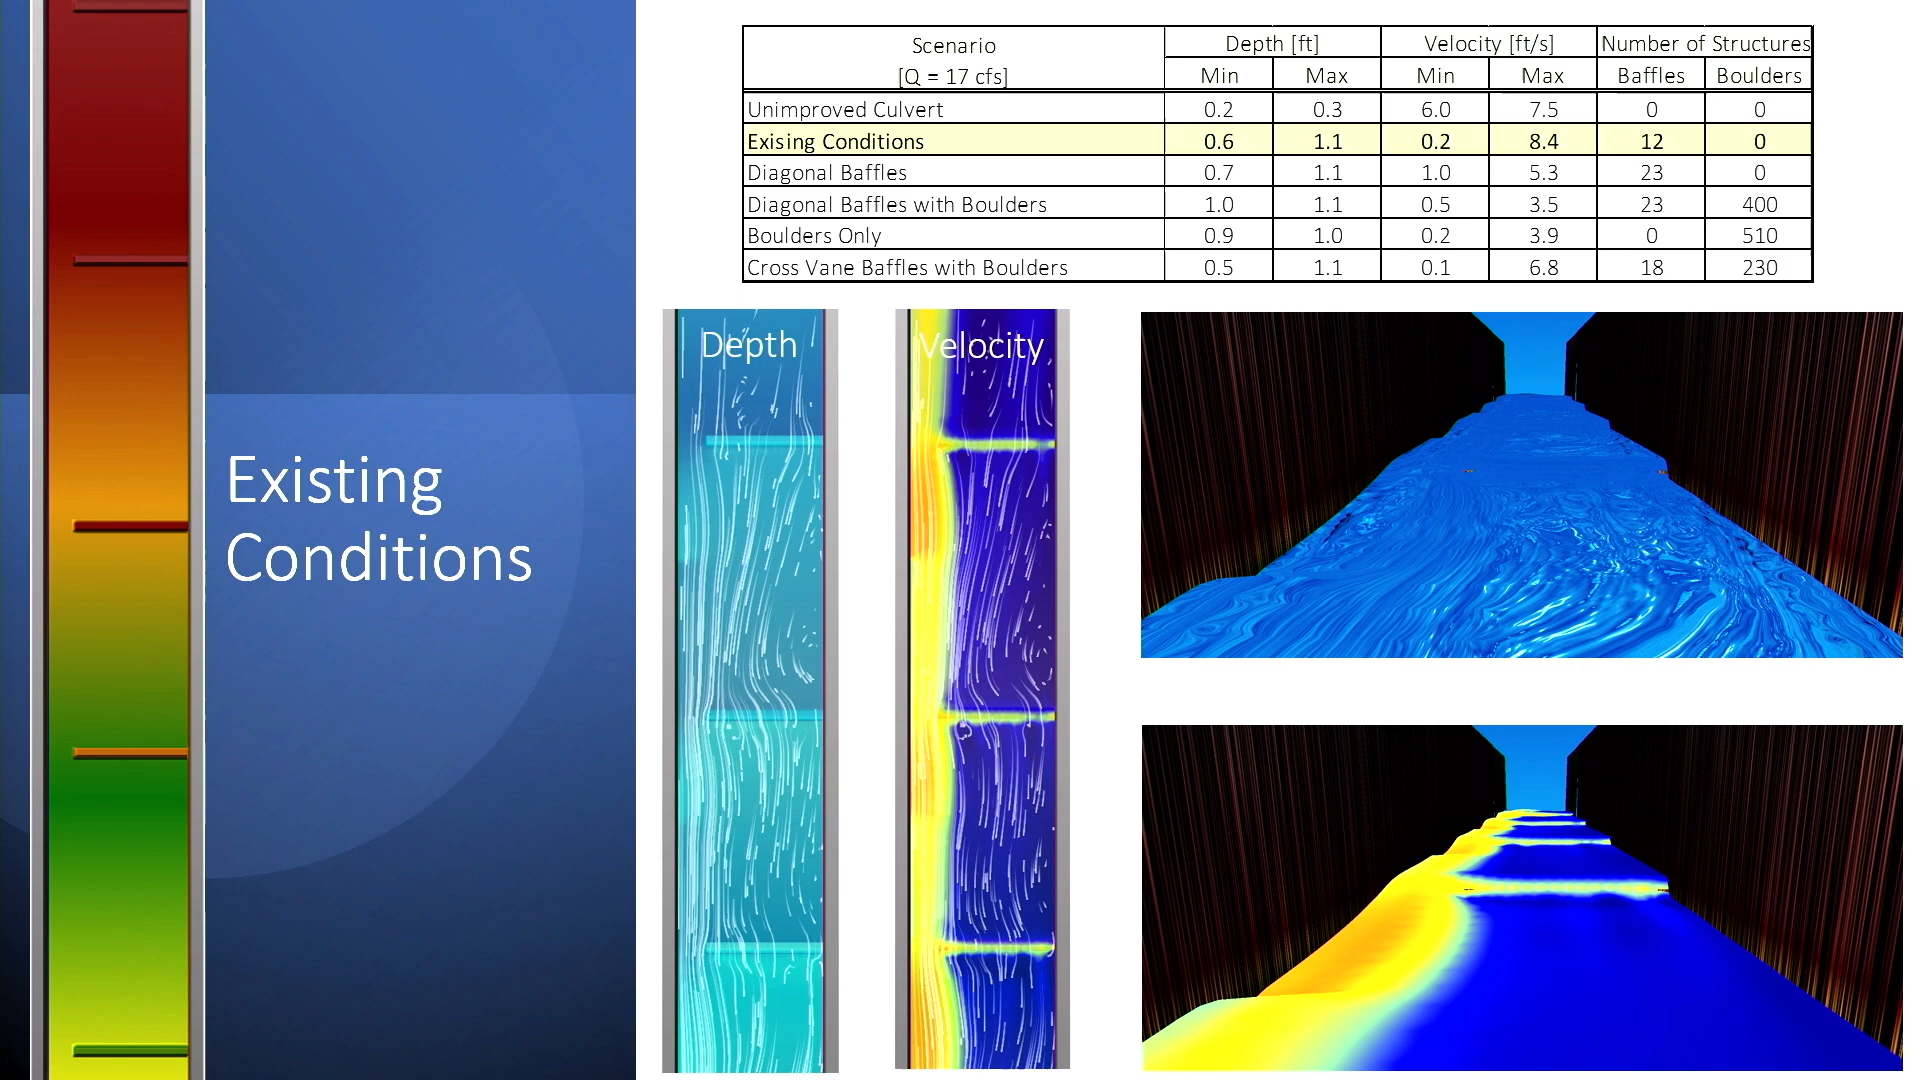 Existing
Conditions
Scenario Depth [ft] Velocity [ft/s] Number of Structures
[Q = 17 cfs] Min Max Min Max Baffles Boulders
Unimproved Culvert 0.2 0.3 6.0 7.5 0 0
Exising Conditions 0.6 1.1 0.2 8.4 12 0
Diagonal Baffles 0.7 1.1 1.0 5.3 23 0
Diagonal Baffles with Boulders 1.0 1.1 0.5 3.5 23 400
Boulders Only 0.9 1.0 0.2 3.9 0 510
Cross Vane Baffles with Boulders 0.5 1.1 0.1 6.8 18 230
Depth
Velocity